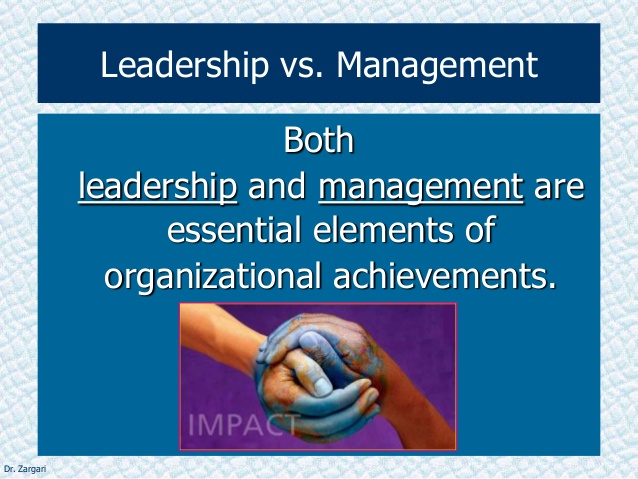 Leadership vs. Management
Both
leadership and management are
essential elements of
organizational achievements.
IMPACT
Dr. Zargari